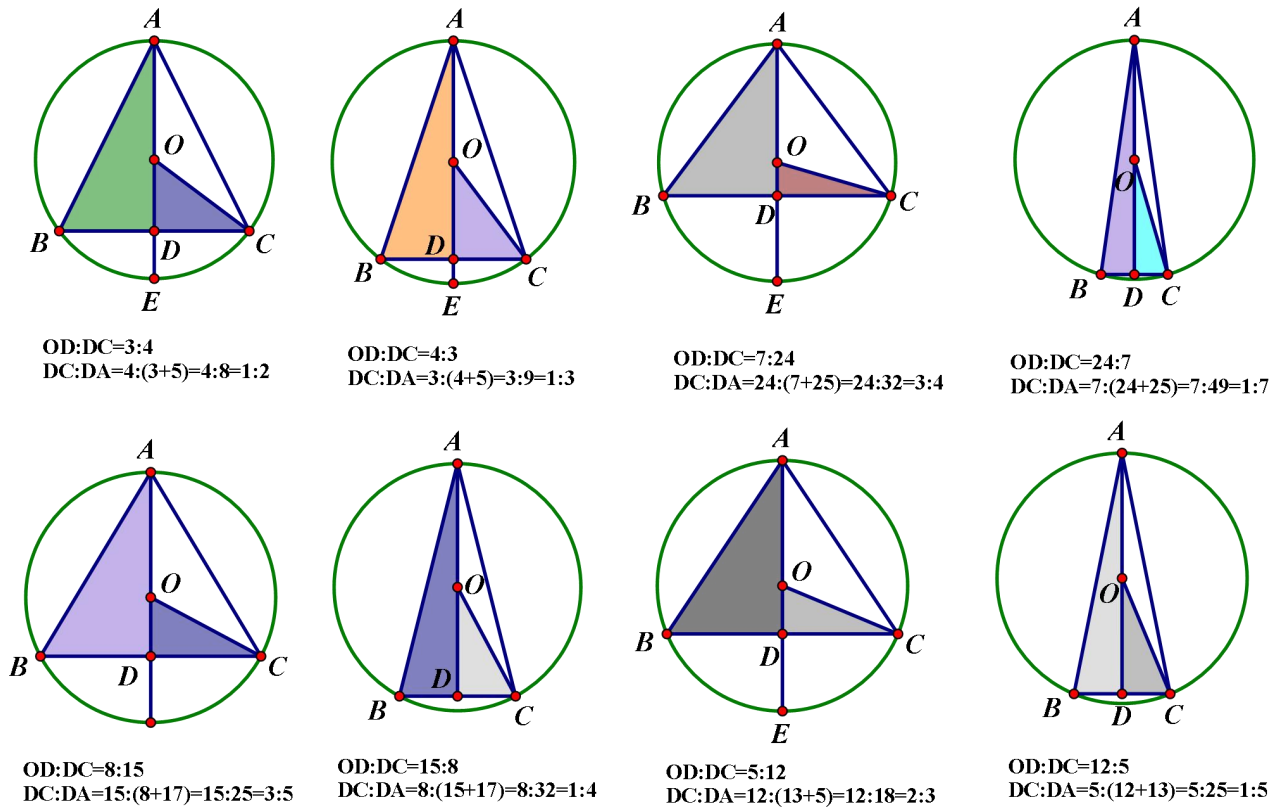 A
O
B
D
C
E
OD:DC=3:4
DC:DA=4:(3+5)=4:8=1:2
A
O
B
D
C
E
OD:DC=4:3
DC:DA=3:(4+5)=3:9=1:3
A
O
B
D
C
E
OD:DC=7:24
DC:DA=24:(7+25)=24:32=3:4
A
O
B
D
C
OD:DC=24:7
DC:DA=7:(24+25)=7:49=1:7
A
O
B
D
C
OD:DC=8:15
DC:DA=15:(8+17)=15:25=3:5
A
O
B
D
C
OD:DC=15:8
DC:DA=8:(15+17)=8:32=1:4
A
O
B
D
C
E
OD:DC=5:12
DC:DA=12:(13+5)=12:18=2:3
A
O
B
D
C
OD:DC=12:5
DC:DA=5:(12+13)=5:25=1:5